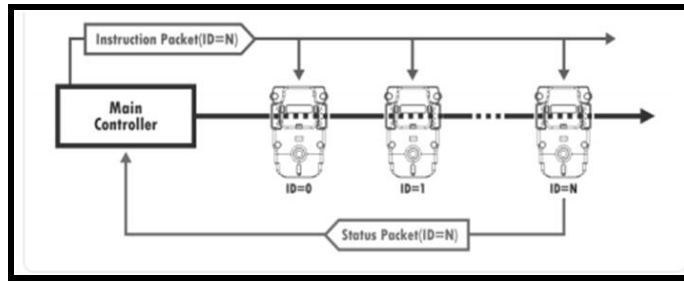 Instruction Packet(ID=N)
Main
Controller
ID=0
ID=1
ID=N
Status Packet(ID=N)